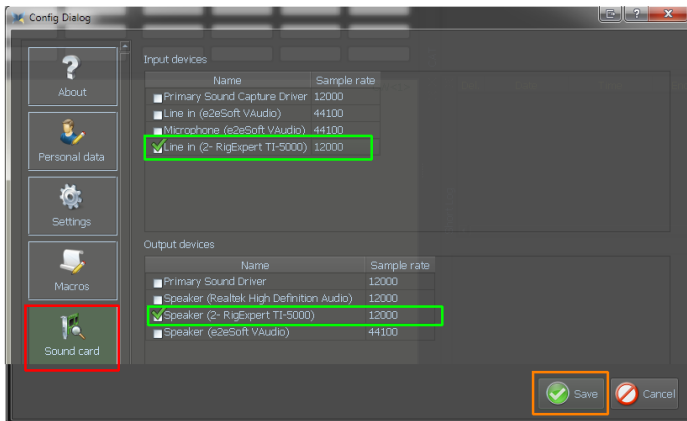 Config Dialog
About
Personal data
Settings
Macros
Sound card
Input devices
Name Sample rate
Primary Sound Capture Driver 12000
Line in (e2eSoft VAudio) 44100
Microphone (e2eSoft VAudio) 44100
Line in (2- RigExpert TI-5000) 12000
Output devices
Name Sample rate
Primary Sound Driver 12000
Speaker (Realtek High Definition Audio) 12000
Speaker (2- RigExpert TI-5000) 12000
Speaker (e2eSoft VAudio) 44100
Save Cancel